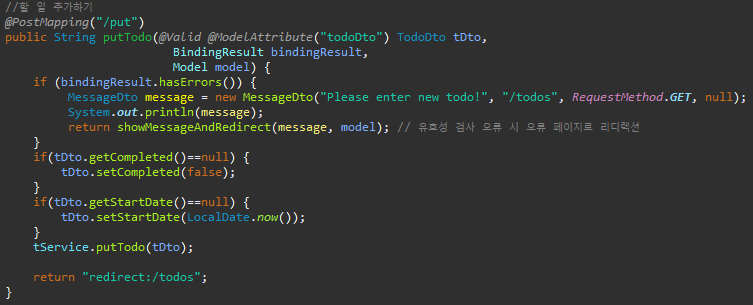 //할 일 추가하기
@PostMapping("/put")
public String putTodo(@Valid @ModelAttribute("todoDto") TodoDto tDto,
                      BindingResult bindingResult,
                      Model model) {
    if (bindingResult.hasErrors()) {
        MessageDto message = new MessageDto("Please enter new todo!", "/todos", RequestMethod.GET, null);
        System.out.println(message);
        return showMessageAndRedirect(message, model); // 유효성 검사 오류 시 오류 페이지로 리디렉션
    }
    if(tDto.getCompleted()==null) {
        tDto.setCompleted(false);
    }
    if(tDto.getStartDate()==null) {
        tDto.setStartDate(LocalDate.now());
    }
    tService.putTodo(tDto);

    return "redirect:/todos";
}